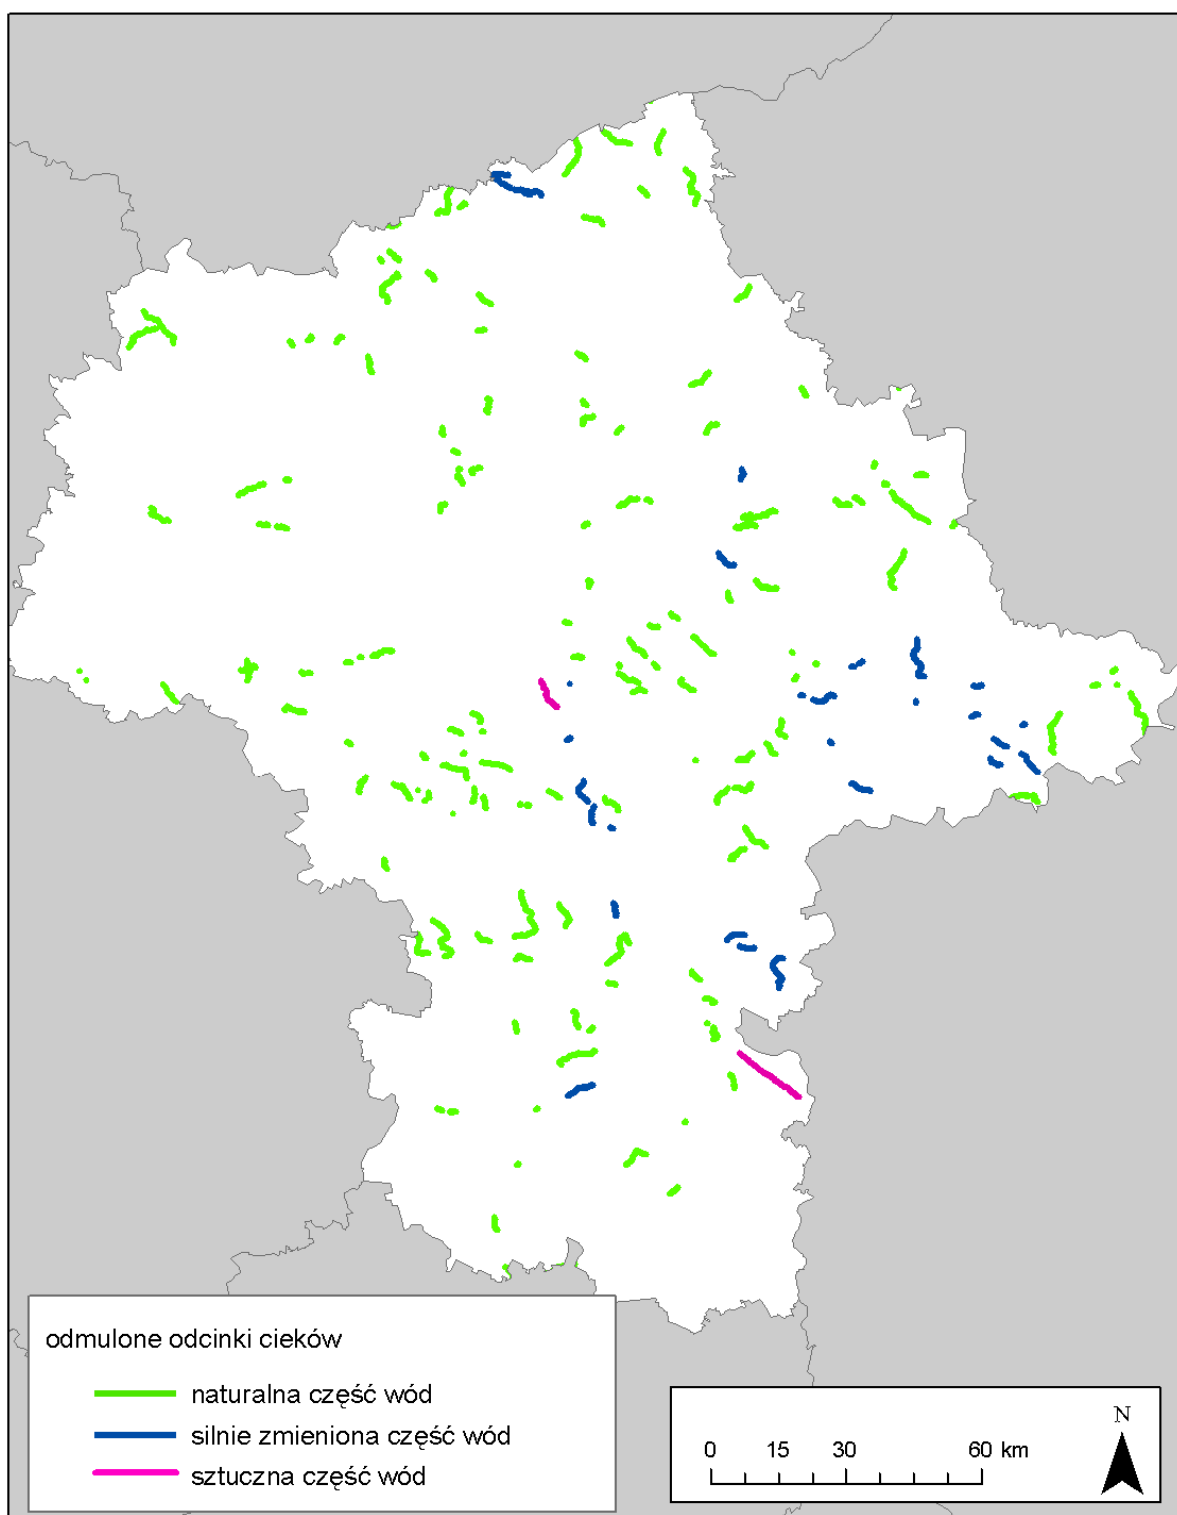 odmulone odcinki cieków
naturalna część wód
silnie zmieniona część wód
sztuczna część wód
N
0 15 30 60 km